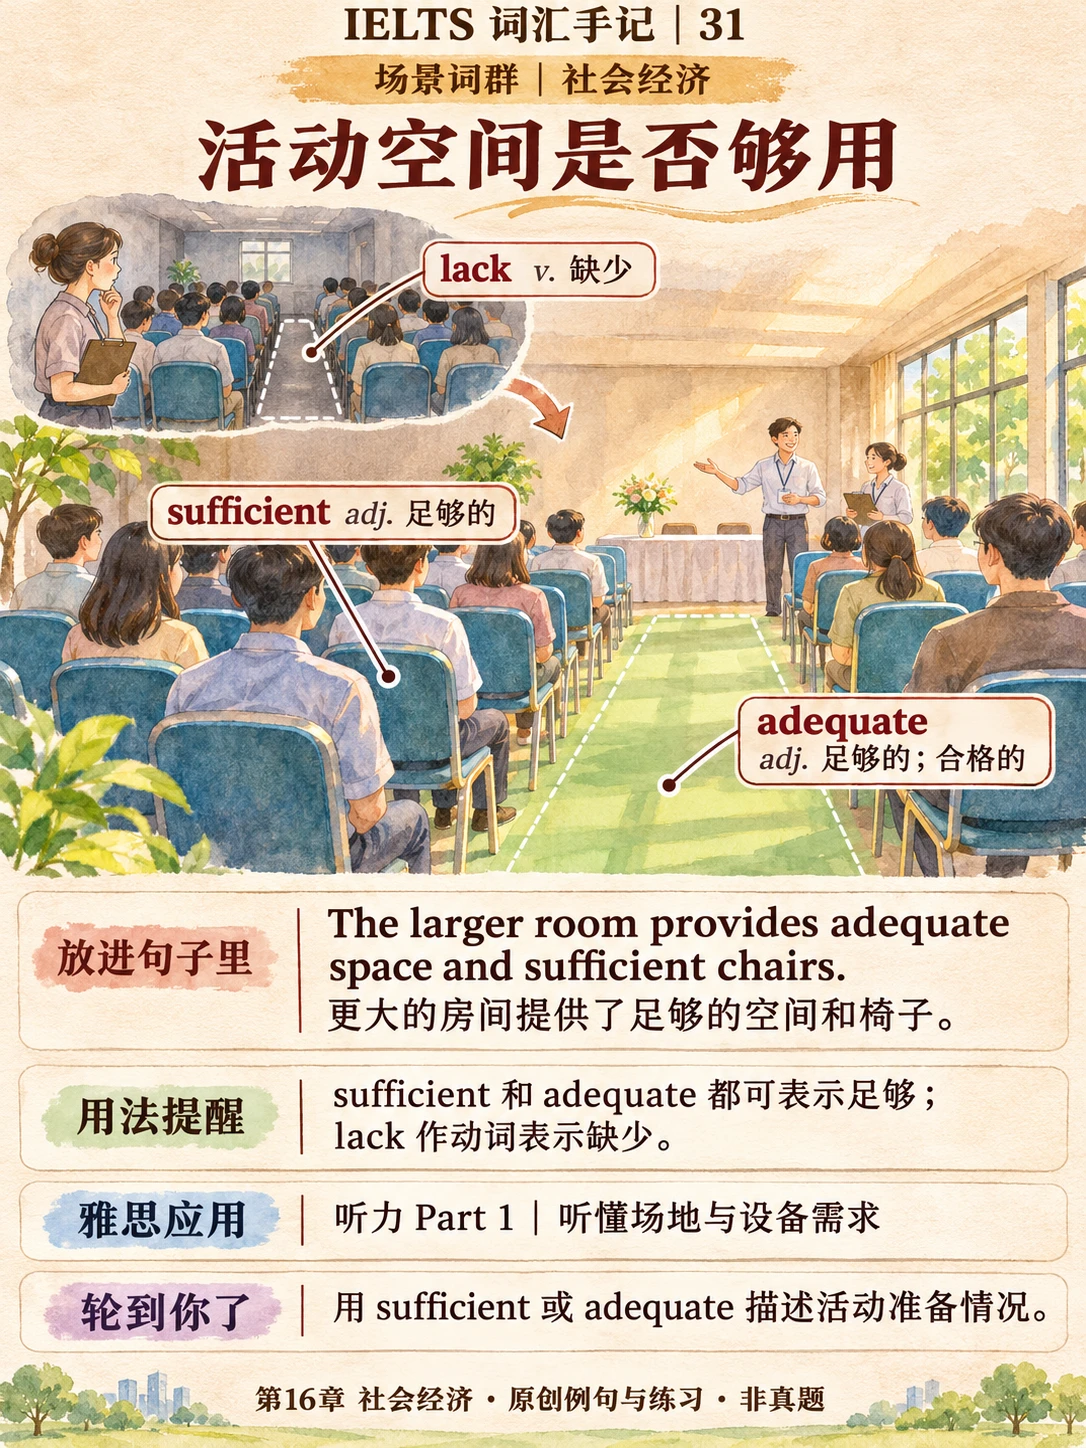 IELTS 词汇手记｜31
场景词群｜社会经济
活动空间是否够用
lack v. 缺少
sufficient adj. 足够的
adequate
adj. 足够的；合格的
放进句子里
The larger room provides adequate
space and sufficient chairs.
更大的房间提供了足够的空间和椅子。
用法提醒
sufficient 和 adequate 都可表示足够；
lack 作动词表示缺少。
雅思应用
听力 Part 1｜听懂场地与设备需求
轮到你了
用 sufficient 或 adequate 描述活动准备情况。
第16章 社会经济・原创例句与练习・非真题